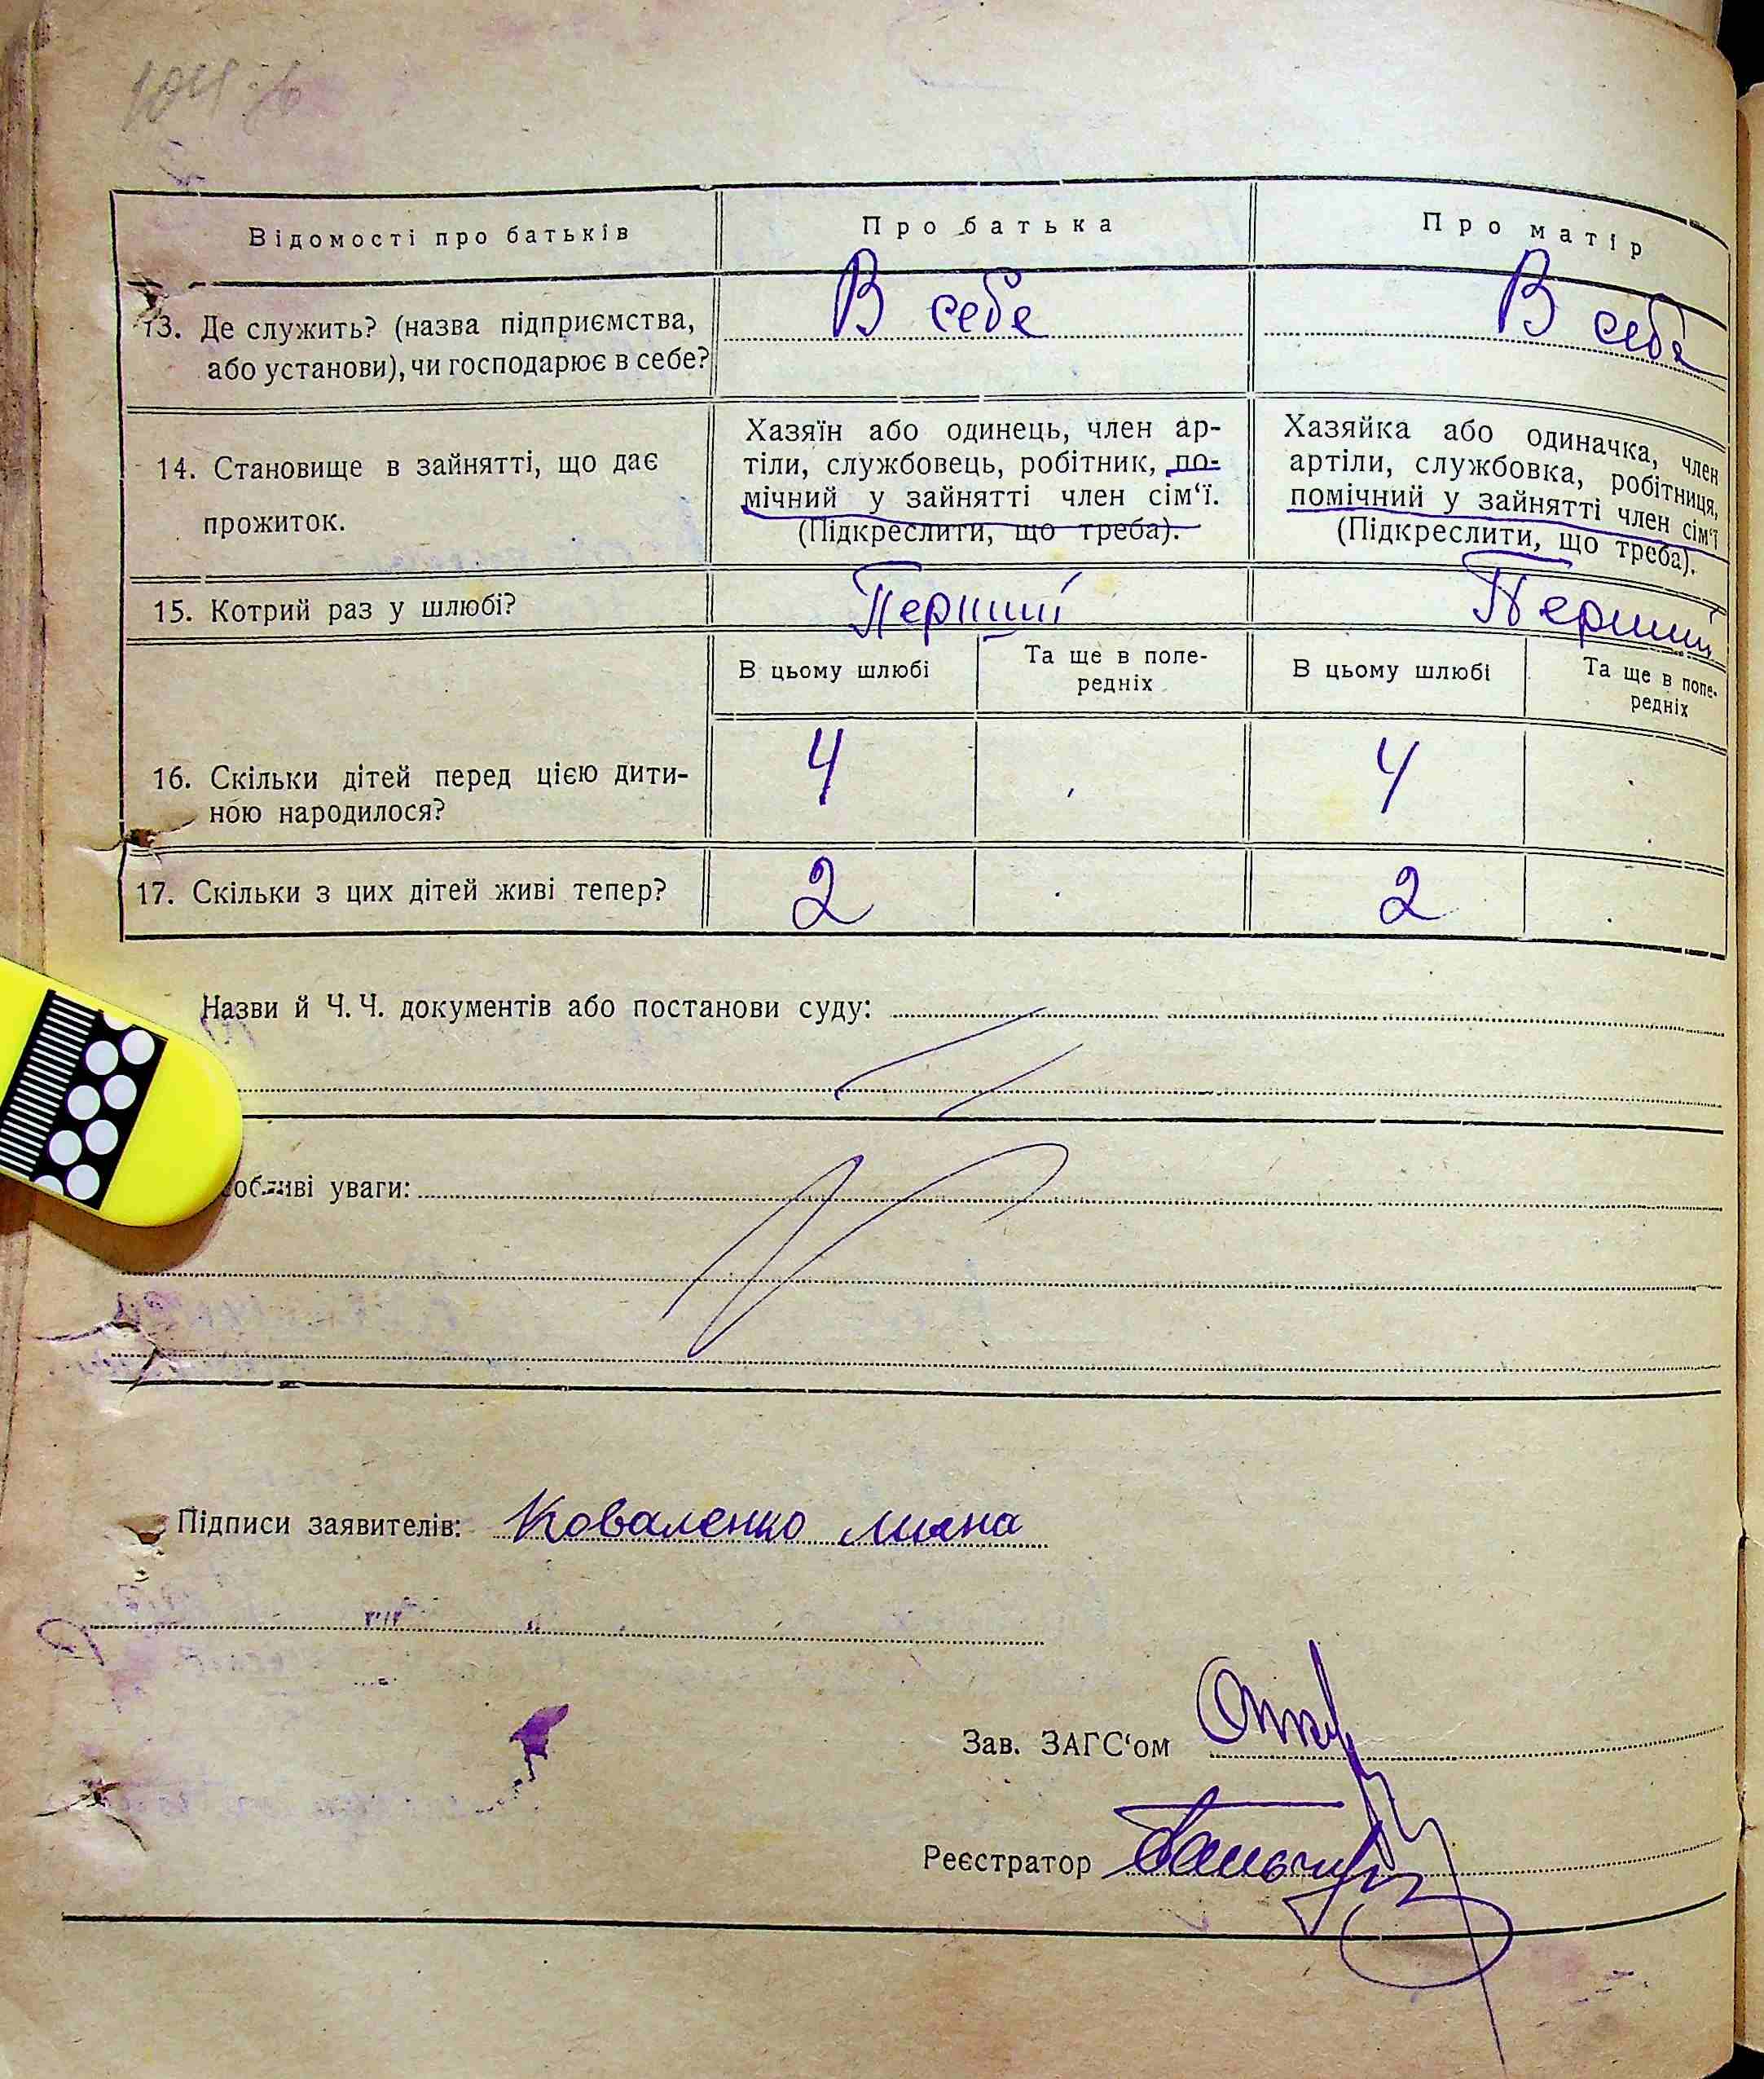 Відомості про батьків
Про батька
Про матір
13. Де служить? (назва підприємства, або установи), чи господарює в себе?
В себе
В себе
14. Становище в зайнятті, що дає прожиток.
Хазяїн або одинець, член ар-
тіли, службовець, робітник, по-
мічний у зайнятті член сім‘ї.
(Підкреслити, що треба).
Хазяйка або одиначка, член
артіли, службовка, робітниця,
помічний у зайнятті член сім‘ї
(Підкреслити, що треба).
15. Котрий раз у шлюбі?
Перший
Перший
В цьому шлюбі
Та ще в попе-
редніх
В цьому шлюбі
Та ще в попе-
редніх
16. Скільки дітей перед цією дити-
ною народилося?
4
4
17. Скільки з цих дітей живі тепер?
2
2
Назви й Ч. Ч. документів або постанови суду:
собливі уваги:
Підписи заявителів: Коваленко
Зав. ЗАГС‘ом
Реєстратор